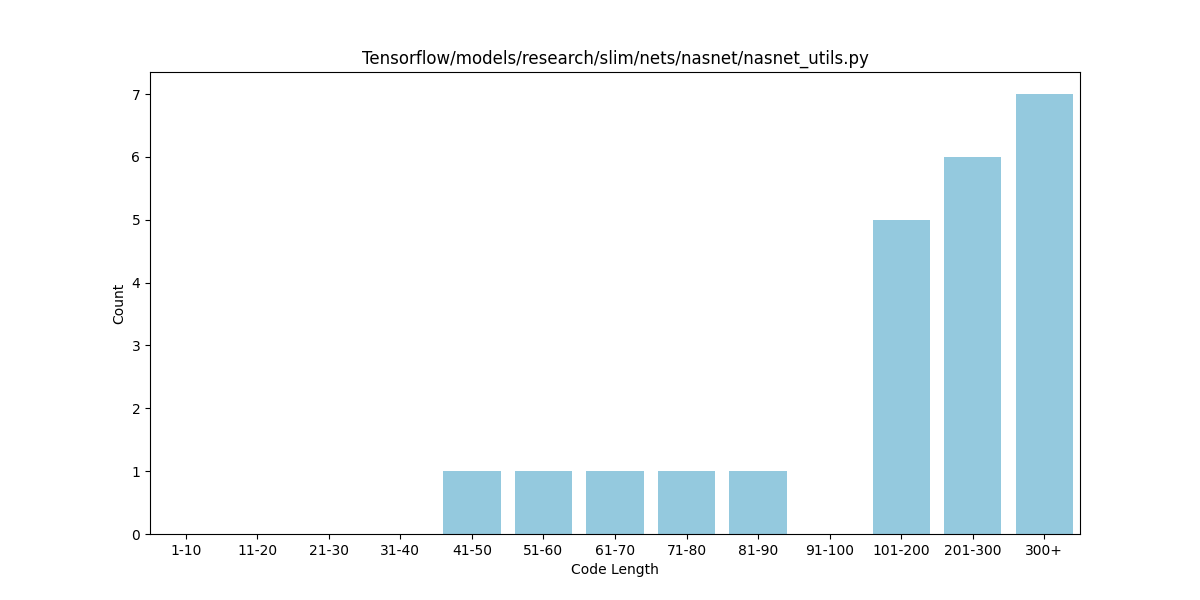 Tensorflow/models/research/slim/nets/nasnet/nasnet_utils.py
7
6
5
4
3
2
1
0
Count
1-10 11-20 21-30 31-40 41-50 51-60 61-70 71-80 81-90 91-100 101-200 201-300 300+
Code Length